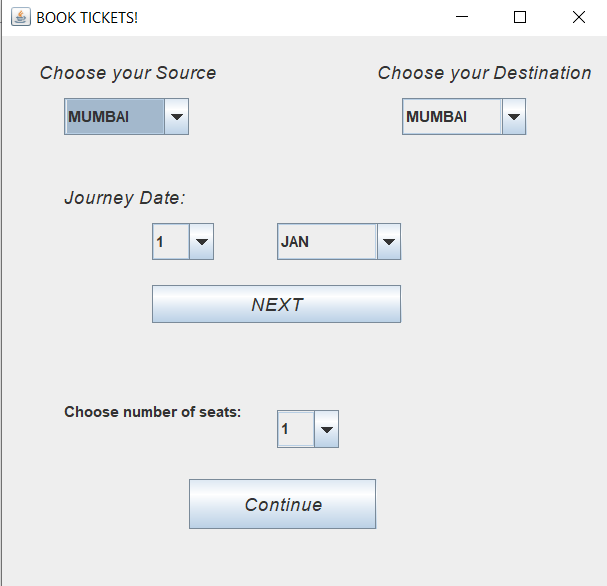 BOOK TICKETS!
Choose your Source Choose your Destination
MUMBAI MUMBAI
Journey Date:
1 JAN
NEXT
Choose number of seats: 1
Continue